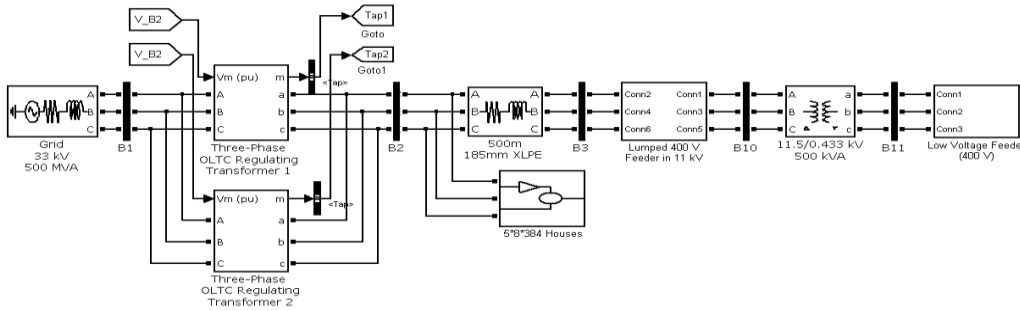 V_B2
Tap1
Goto
V_B2
Tap2
Goto1
Vm (pu)
m
<Tap>
A
a
B
b
C
c
Three-Phase
OLTC Regulating
Transformer 1
A
B
C
Grid
33 kV
500 MVA
B1
B2
A
B
C
500m
185mm XLPE
B3
Conn2
Conn1
Conn4
Conn3
Conn6
Conn5
Lumped 400 V
Feeder in 11 kV
B10
A
a
B
b
C
c
11.5/0.433 kV
500 kVA
B11
Conn1
Conn2
Conn3
Low Voltage Feede
(400 V)
Vm (pu)
m
<Tap>
A
a
B
b
C
c
Three-Phase
OLTC Regulating
Transformer 2
5*8*384 Houses